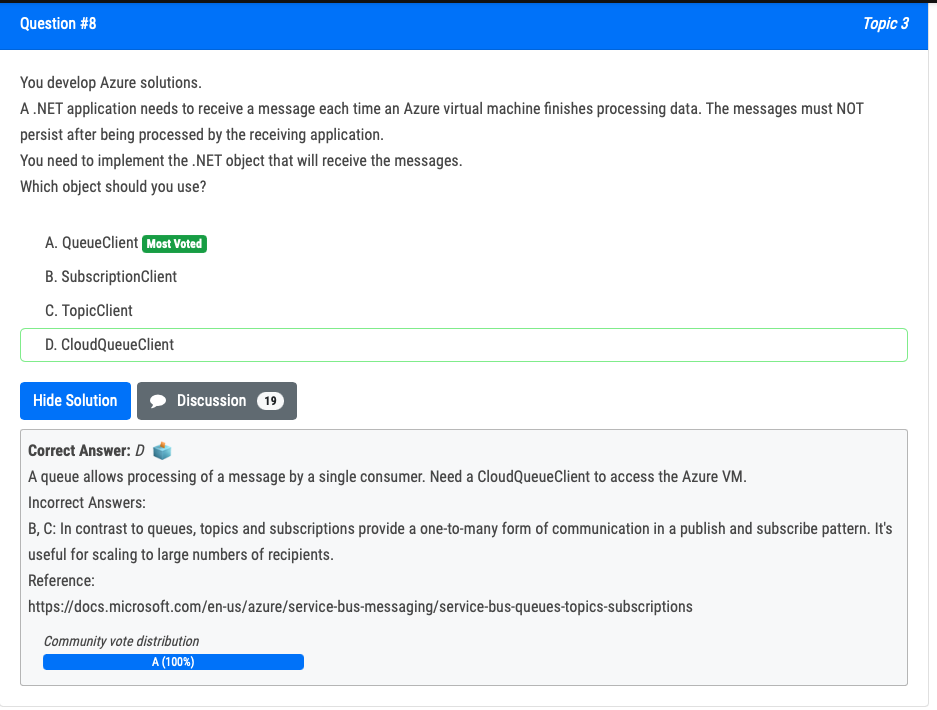 Question #8
Topic 3
You develop Azure solutions.
A .NET application needs to receive a message each time an Azure virtual machine finishes processing data. The messages must NOT
persist after being processed by the receiving application.
You need to implement the .NET object that will receive the messages.
Which object should you use?
A. QueueClient Most Voted
B. SubscriptionClient
C. TopicClient
D. CloudQueueClient
Hide Solution
Discussion 19
Correct Answer: D
A queue allows processing of a message by a single consumer. Need a CloudQueueClient to access the Azure VM.
Incorrect Answers:
B, C: In contrast to queues, topics and subscriptions provide a one-to-many form of communication in a publish and subscribe pattern. It's
useful for scaling to large numbers of recipients.
Reference:
https://docs.microsoft.com/en-us/azure/service-bus-messaging/service-bus-queues-topics-subscriptions
Community vote distribution
A (100%)